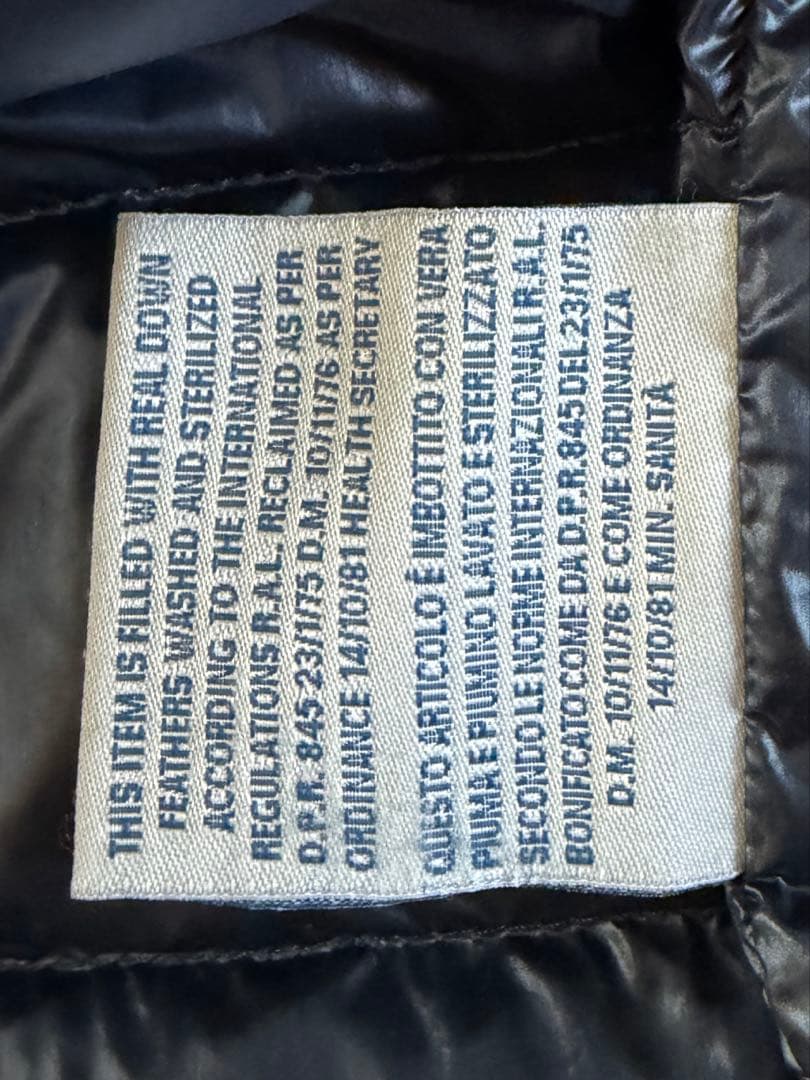 THIS ITEM IS FILLED WITH REAL DOWN
FEATHERS WASHED AND STERILIZED
ACCORDING TO THE INTERNATIONAL
REGULATIONS R.A.L. RECLAIMED AS PER
D.P.R. 845-23/1/75 D.M. 10/11/76 AS PER
ORDINANCE 14/10/81 HEALTH SECRETARY
QUESTO ARTICOLO È IMBOTTITO CON VERA
PIUMA E PIUMINO LAVATO E STERILIZZATO
SECONDO LE NORME INTERNAZIONALI R.A.L.
BONIFICATO COME DA D.P.R.845 DEL 23/1/75
D.M. 10/11/76 E COME ORDINANZA
14/10/81 MIN. SANITÀ